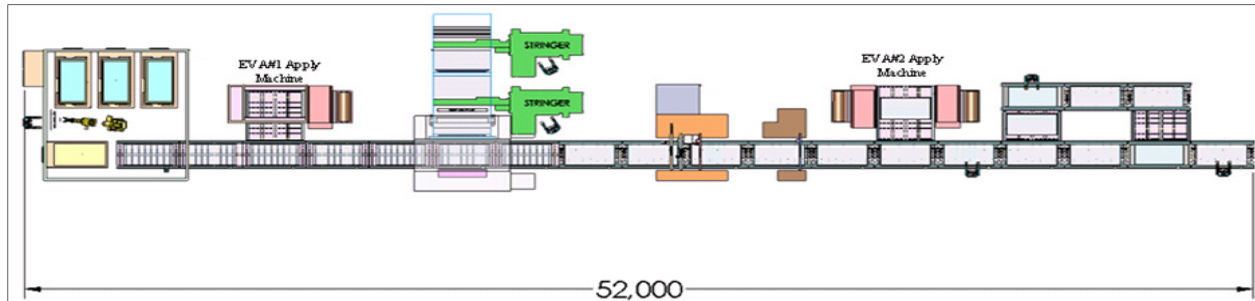 STRINGER
EVA#1 Apply
Machine
EVA#2 Apply
Machine
STRINGER
52,000